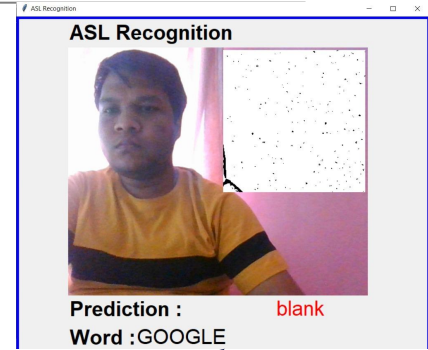 ASL Recognition
ASL Recognition
Prediction : blank
Word :GOOGLE